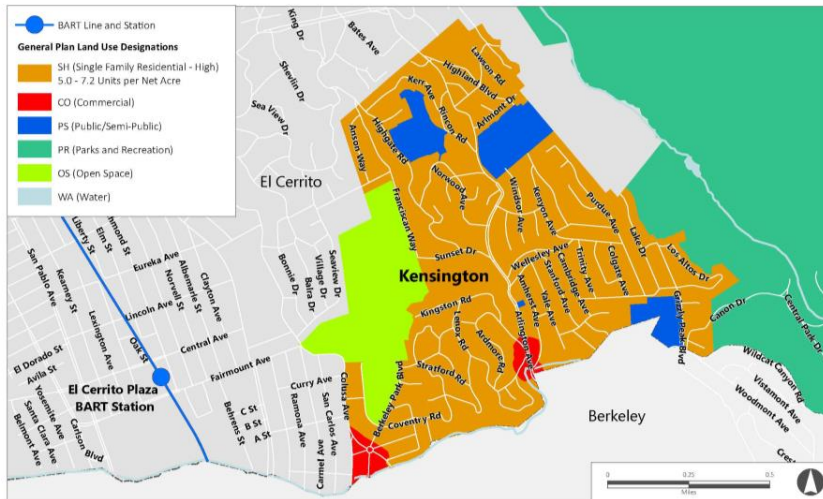 BART Line and Station
General Plan Land Use Designations
SH (Single Family Residential - High)
5.0 - 7.2 Units per Net Acre
CO (Commercial)
PS (Public/Semi-Public)
PR (Parks and Recreation)
OS (Open Space)
WA (Water)
King Dr
Bates Ave
Shevlin Dr
Sea View Dr
Lawson Rd
Highland Blvd
Kerr Ave
Arlmont Dr
Rincon Rd
Highgate Rd
Anson Way
El Cerrito
Norwood Ave
Franciscan Way
Windsor Ave
Kenyon Ave
Purdue Ave
Lake Dr
Los Altos Dr
Sunset Dr
Kensington
Wellesley Ave
Trinity Ave
Cambridge Ave
Stanford Ave
Colgate Ave
Yale Ave
Amherst Ave
Arlington Ave
Kingston Rd
Lenox Rd
Ardmore Rd
Stratford Rd
Grizzly Peak Blvd
Canon Dr
Central Park Dr
Wildcat Canyon Rd
Vistamont Ave
Woodmont Ave
Cres
Berkeley
Liberty St
Elm St
hmond St
San Pablo Ave
Kearney St
Eureka Ave
Clayton Ave
Albemarle St
Norvell St
Seaview Dr
Village Dr
Balra Dr
Bonnie Dr
Lexington Ave
Lincoln Ave
Oak St
Central Ave
Fairmount Ave
El Dorado St
Avila St
El Cerrito Plaza
BART Station
Yosemite Ave
Santa Clara Ave
Belmont Ave
Carlson Blvd
Behrens St
C St
B St
A St
Curry Ave
Ramona Ave
San Carlos Ave
Carmel Ave
Colusa Ave
Berkeley Park Blvd
Coventry Rd
0 0.25 0.5
Miles